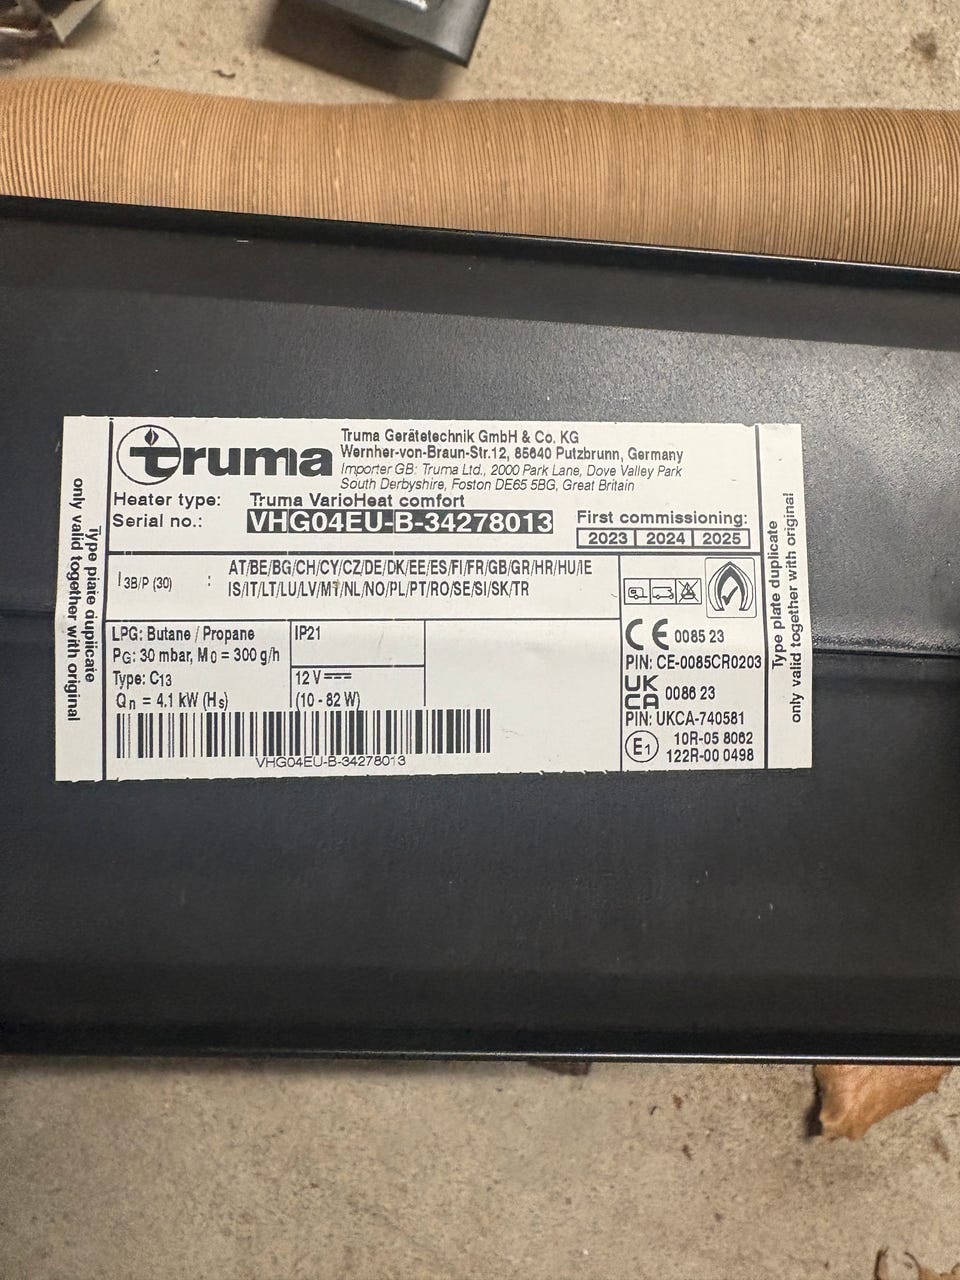 truma
Truma Gerätetechnik GmbH & Co. KG
Wernher-von-Braun-Str.12, 85640 Putzbrunn, Germany
Importer GB: Truma Ltd., 2000 Park Lane, Dove Valley Park
South Derbyshire, Foston DE65 5BG, Great Britain
Heater type: Truma VarioHeat comfort
Serial no.: VHG04EU-B-34278013
First commissioning:
2023 | 2024 | 2025
I3B/P (30) : AT/BE/BG/CH/CY/CZ/DE/DK/EE/ES/FI/FR/GB/GR/HR/HU/IE
IS/IT/LT/LU/LV/MT/NL/NO/PL/PT/RO/SE/SI/SK/TR
LPG: Butane / Propane
PG: 30 mbar, M0 = 300 g/h
Type: C13
Qn = 4.1 kW (Hs)
IP21
12 V
(10 - 82 W)
VHG04EU-B-34278013
CE 0085 23
PIN: CE-0085CR0203
UK
CA 0086 23
PIN: UKCA-740581
E1 10R-05 8062
122R-00 0498
Type plate duplicate
only valid together with original
Type plate duplicate
only valid together with original